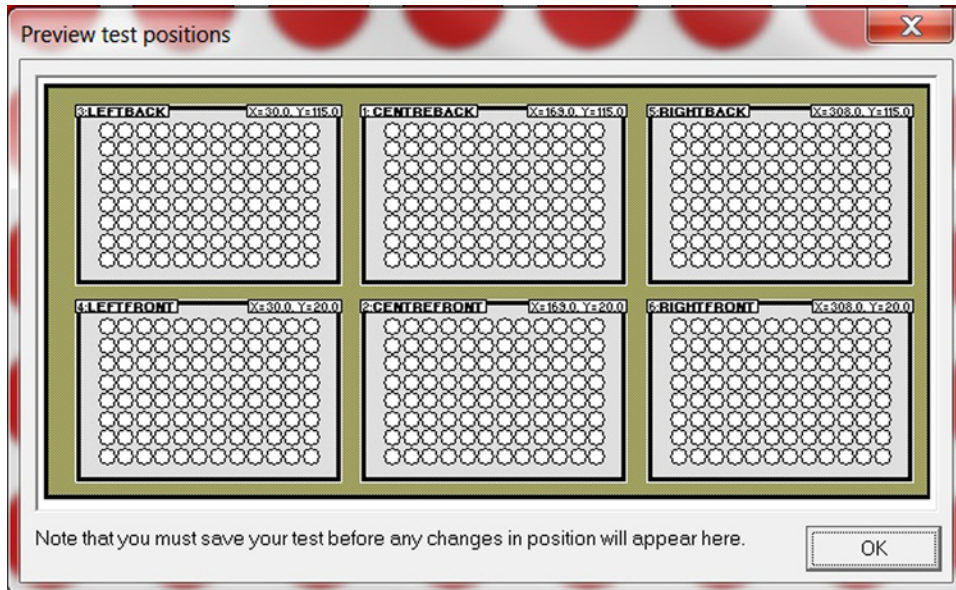 Preview test positions
3:LEFTBACK X=30.0, Y=115.0 1: CENTREBACK X=169.0, Y=115.0 5:RIGHTBACK X=308.0, Y=115.0
4:LEFTFRONT X=30.0, Y=20.0 2:CENTREFRONT X=169.0, Y=20.0 6:RIGHTFRONT X=308.0, Y=20.0
Note that you must save your test before any changes in position will appear here.
OK